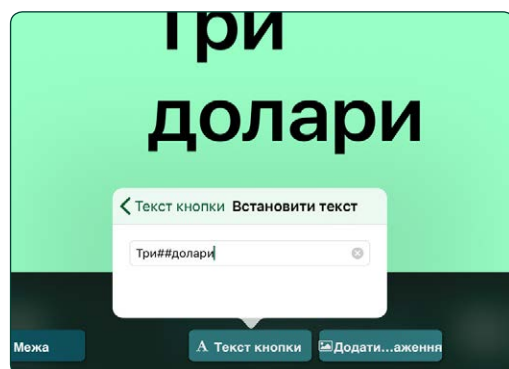 Три
долари
Текст кнопки Встановити текст
Три##долари
Межа
A Текст кнопки
Додати...аження